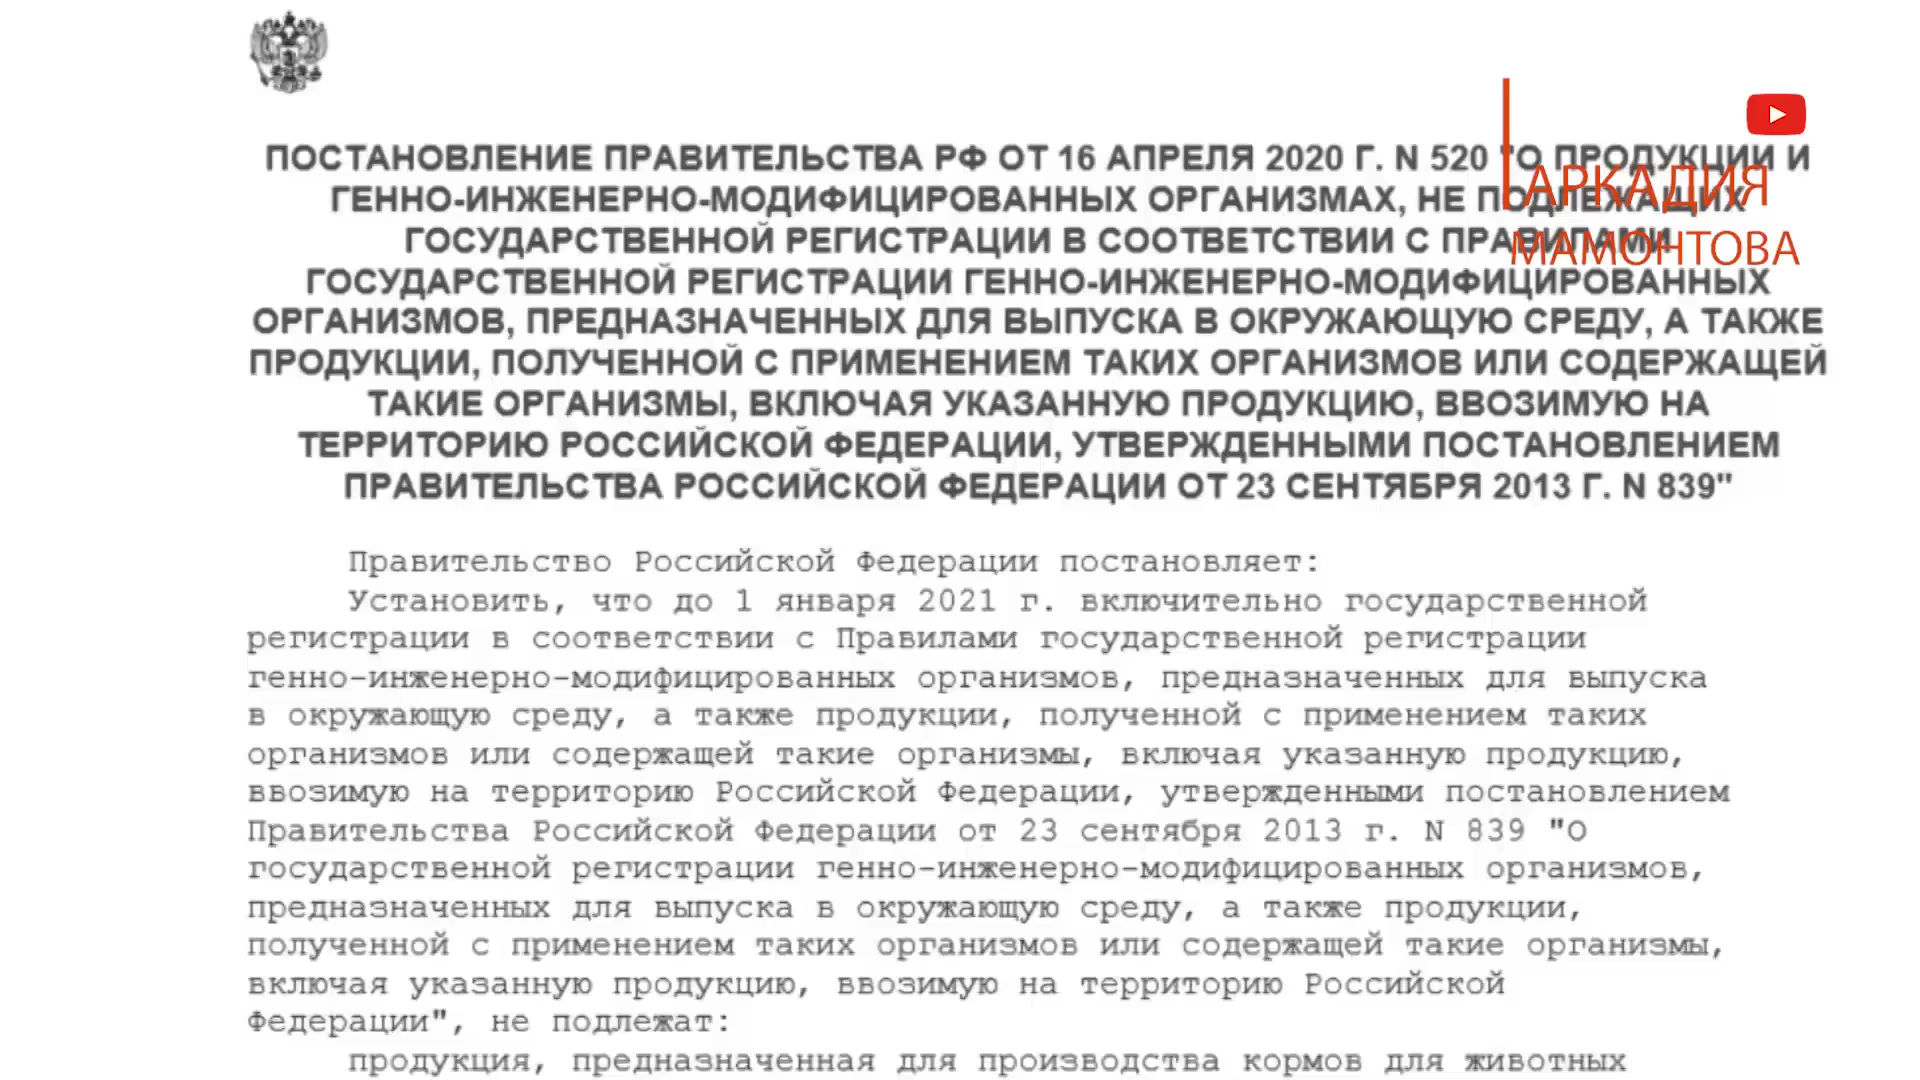 ПОСТАНОВЛЕНИЕ ПРАВИТЕЛЬСТВА РФ ОТ 16 АПРЕЛЯ 2020 Г. N 520 "О ПРОДУКЦИИ И
ГЕННО-ИНЖЕНЕРНО-МОДИФИЦИРОВАННЫХ ОРГАНИЗМАХ, НЕ ПОДЛЕЖАЩИХ
ГОСУДАРСТВЕННОЙ РЕГИСТРАЦИИ В СООТВЕТСТВИИ С ПРАВИЛАМИ
ГОСУДАРСТВЕННОЙ РЕГИСТРАЦИИ ГЕННО-ИНЖЕНЕРНО-МОДИФИЦИРОВАННЫХ
ОРГАНИЗМОВ, ПРЕДНАЗНАЧЕННЫХ ДЛЯ ВЫПУСКА В ОКРУЖАЮЩУЮ СРЕДУ, А ТАКЖЕ
ПРОДУКЦИИ, ПОЛУЧЕННОЙ С ПРИМЕНЕНИЕМ ТАКИХ ОРГАНИЗМОВ ИЛИ СОДЕРЖАЩЕЙ
ТАКИЕ ОРГАНИЗМЫ, ВКЛЮЧАЯ УКАЗАННУЮ ПРОДУКЦИЮ, ВВОЗИМУЮ НА
ТЕРРИТОРИЮ РОССИЙСКОЙ ФЕДЕРАЦИИ, УТВЕРЖДЕННЫМИ ПОСТАНОВЛЕНИЕМ
ПРАВИТЕЛЬСТВА РОССИЙСКОЙ ФЕДЕРАЦИИ ОТ 23 СЕНТЯБРЯ 2013 Г. N 839"
АРКАДИЯ
МАМОНТОВА
Правительство Российской Федерации постановляет:
Установить, что до 1 января 2021 г. включительно государственной
регистрации в соответствии с Правилами государственной регистрации
генно-инженерно-модифицированных организмов, предназначенных для выпуска
в окружающую среду, а также продукции, полученной с применением таких
организмов или содержащей такие организмы, включая указанную продукцию,
ввозимую на территорию Российской Федерации, утвержденными постановлением
Правительства Российской Федерации от 23 сентября 2013 г. N 839 "О
государственной регистрации генно-инженерно-модифицированных организмов,
предназначенных для выпуска в окружающую среду, а также продукции,
полученной с применением таких организмов или содержащей такие организмы,
включая указанную продукцию, ввозимую на территорию Российской
Федерации", не подлежат:
продукция, предназначенная для производства кормов для животных